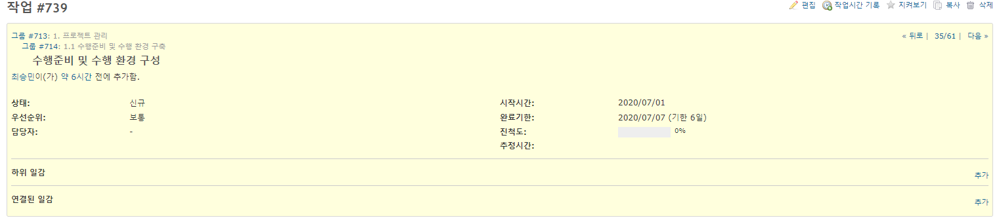 작업 #739
편집 작업시간 기록 지켜보기 복사 삭제
그룹 #713: 1. 프로젝트 관리
« 뒤로 | 35/61 | 다음 »
그룹 #714: 1.1 수행준비 및 수행 환경 구축
수행준비 및 수행 환경 구성
최승민이(가) 약 6시간 전에 추가함.
상태: 신규 시작시간: 2020/07/01
우선순위: 보통 완료기한: 2020/07/07 (기한 6일)
담당자: - 진척도: 0%
추정시간:
하위 일감
추가
연결된 일감
추가